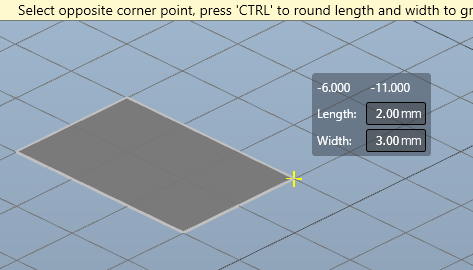 Select opposite corner point, press 'CTRL' to round length and width to gr
-6.000 -11.000
Length: 2.00 mm
Width: 3.00 mm